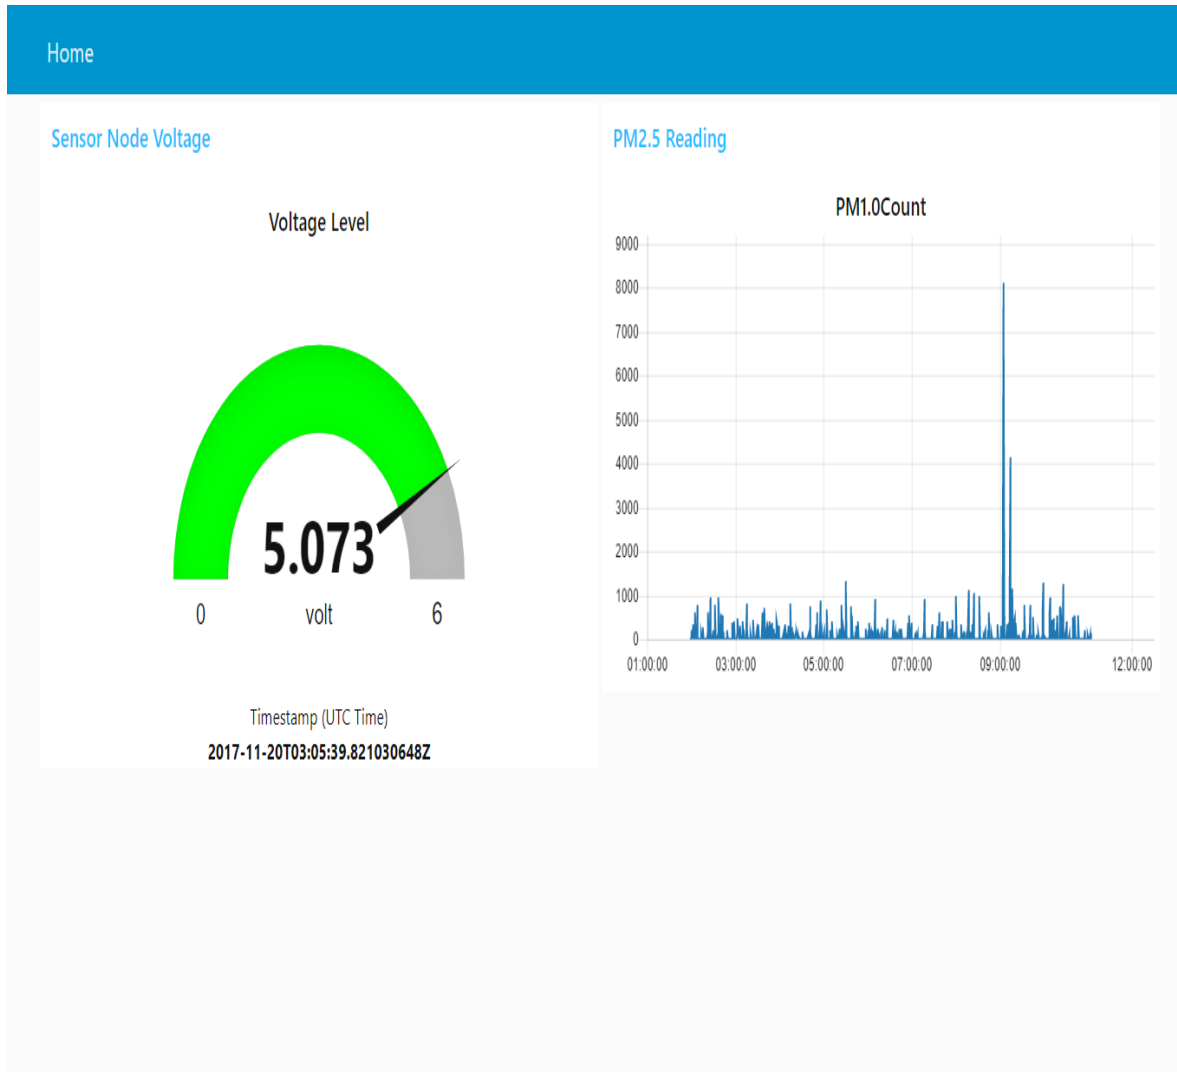 Home
Sensor Node Voltage
Voltage Level
5.073
0 volt 6
Timestamp (UTC Time)
2017-11-20T03:05:39.821030648Z
PM2.5 Reading
PM1.0Count
9000
8000
7000
6000
5000
4000
3000
2000
1000
0
01:00:00 03:00:00 05:00:00 07:00:00 09:00:00 12:00:00